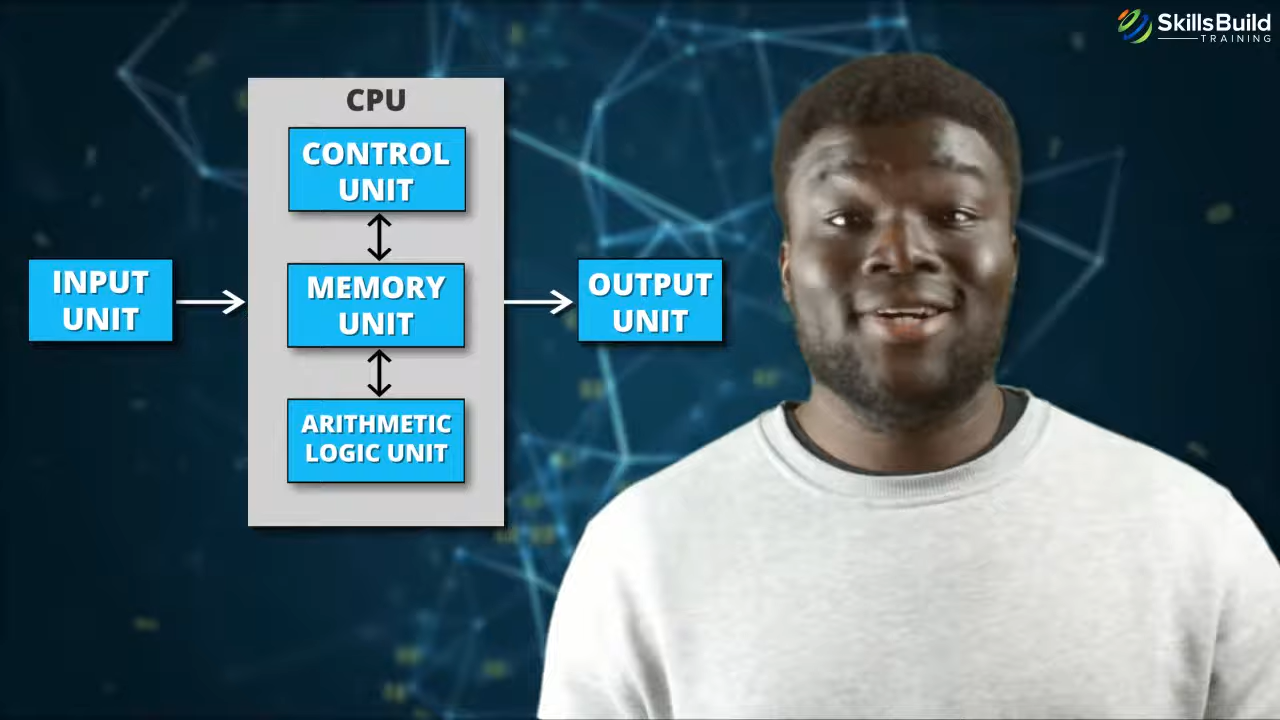 SkillsBuild
TRAINING
CPU
CONTROL
UNIT
INPUT
UNIT
MEMORY
UNIT
OUTPUT
UNIT
ARITHMETIC
LOGIC UNIT